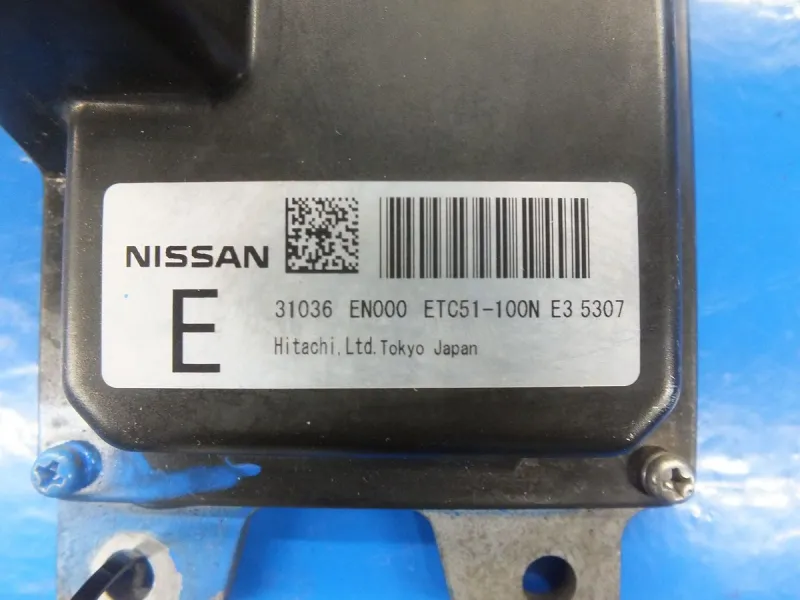 NISSAN
E
31036 EN000 ETC51-100N E3 5307
Hitachi,Ltd.Tokyo Japan